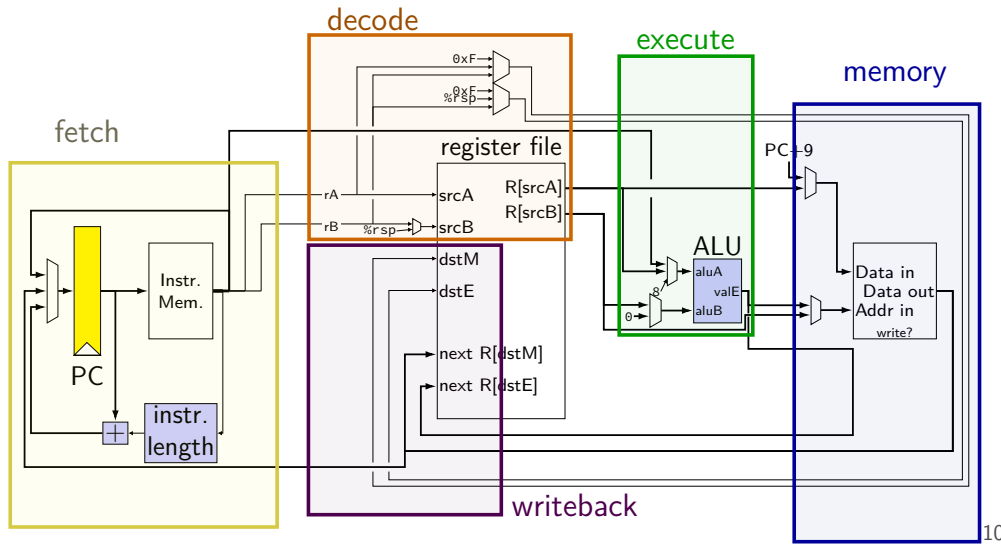 decode
execute
memory
fetch
writeback
0xF
0xF
%rsp
PC+9
register file
rA
srcA
R[srcA]
R[srcB]
rB
%rsp
srcB
dstM
dstE
next R[dstM]
next R[dstE]
Instr.
Mem.
PC
instr.
length
+
ALU
aluA
valE
aluB
8
0
Data in
Data out
Addr in
write?
10